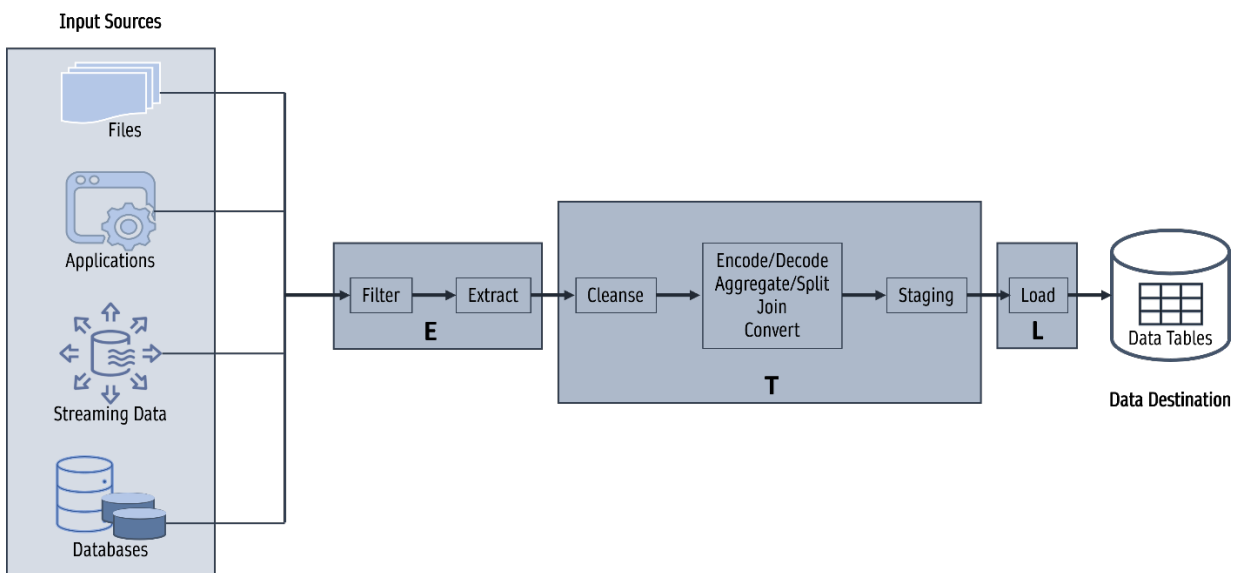 Input Sources
Files
Applications
Streaming Data
Databases
Filter
Extract
E
Cleanse
Encode/Decode
Aggregate/Split
Join
Convert
Staging
T
Load
L
Data Tables
Data Destination